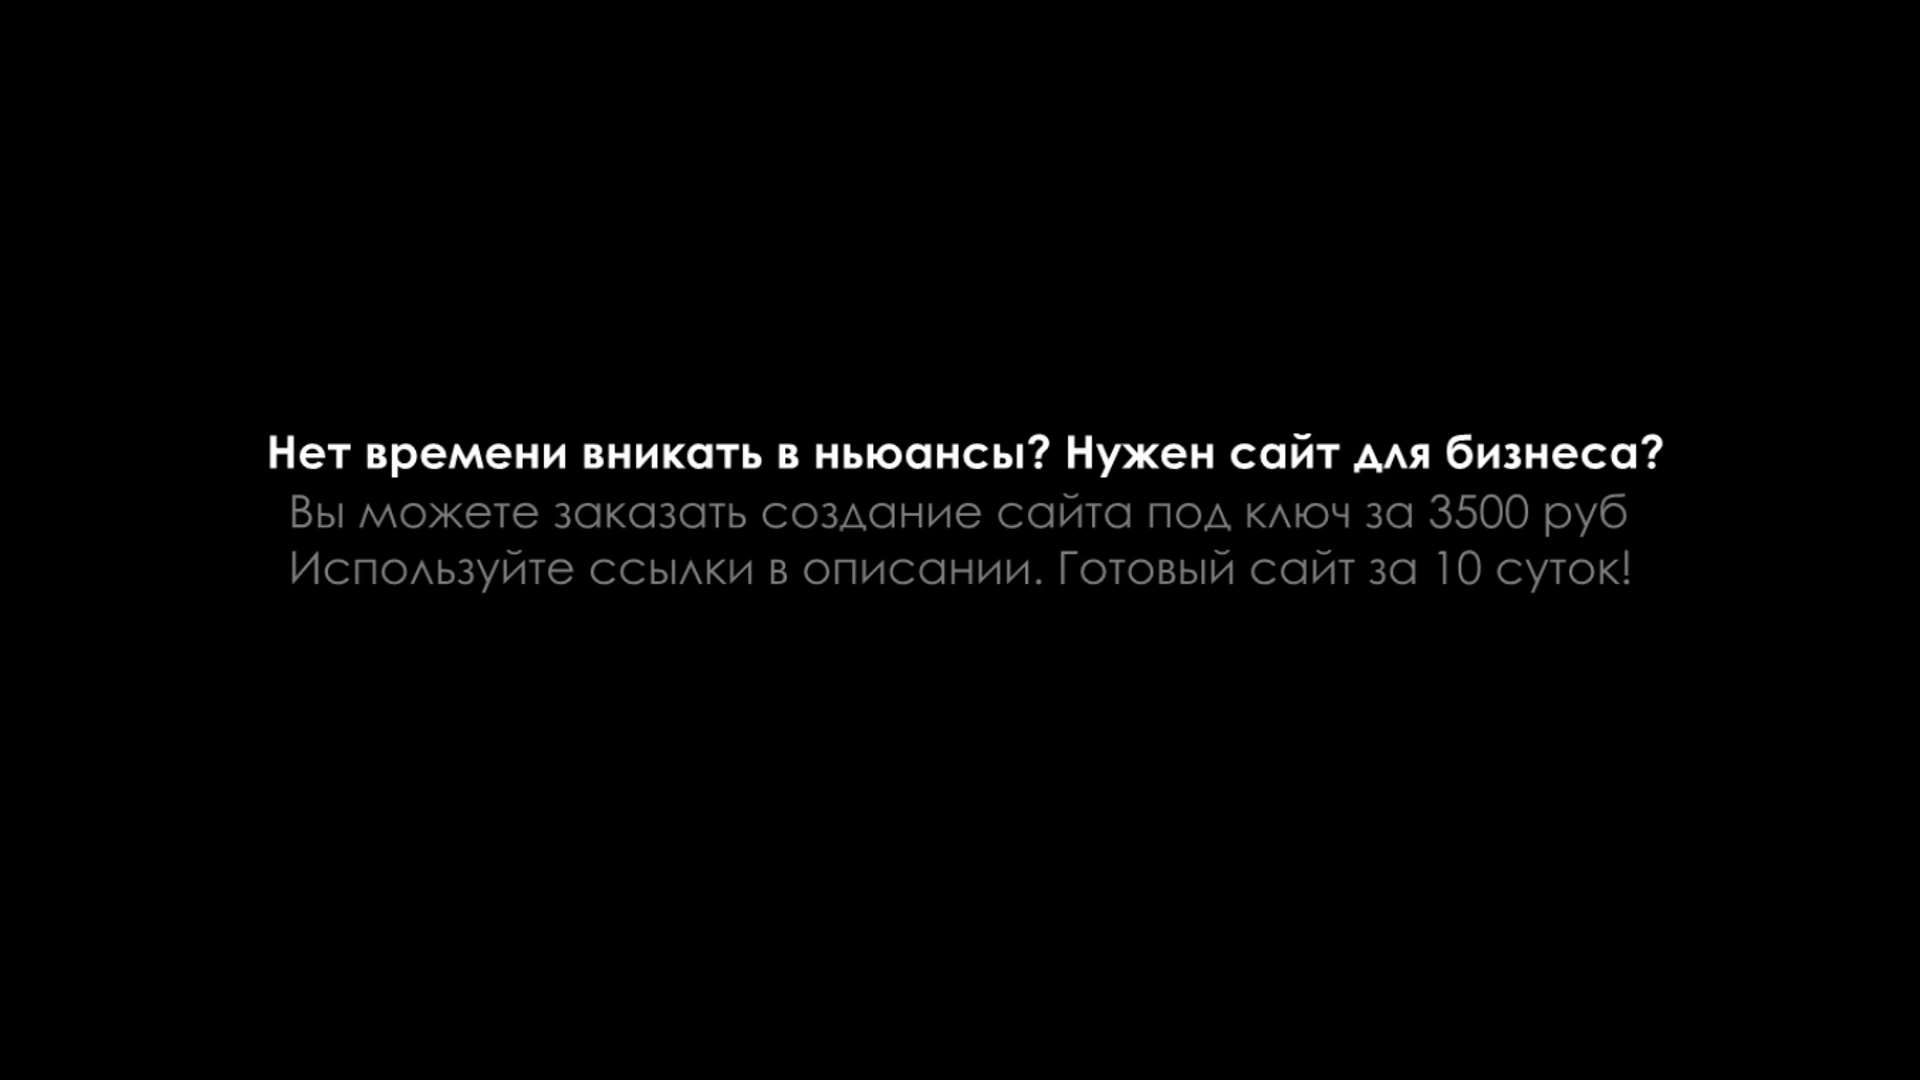 Нет времени вникать в ньюансы? Нужен сайт для бизнеса?
Вы можете заказать создание сайта под ключ за 3500 руб
Используйте ссылки в описании. Готовый сайт за 10 суток!